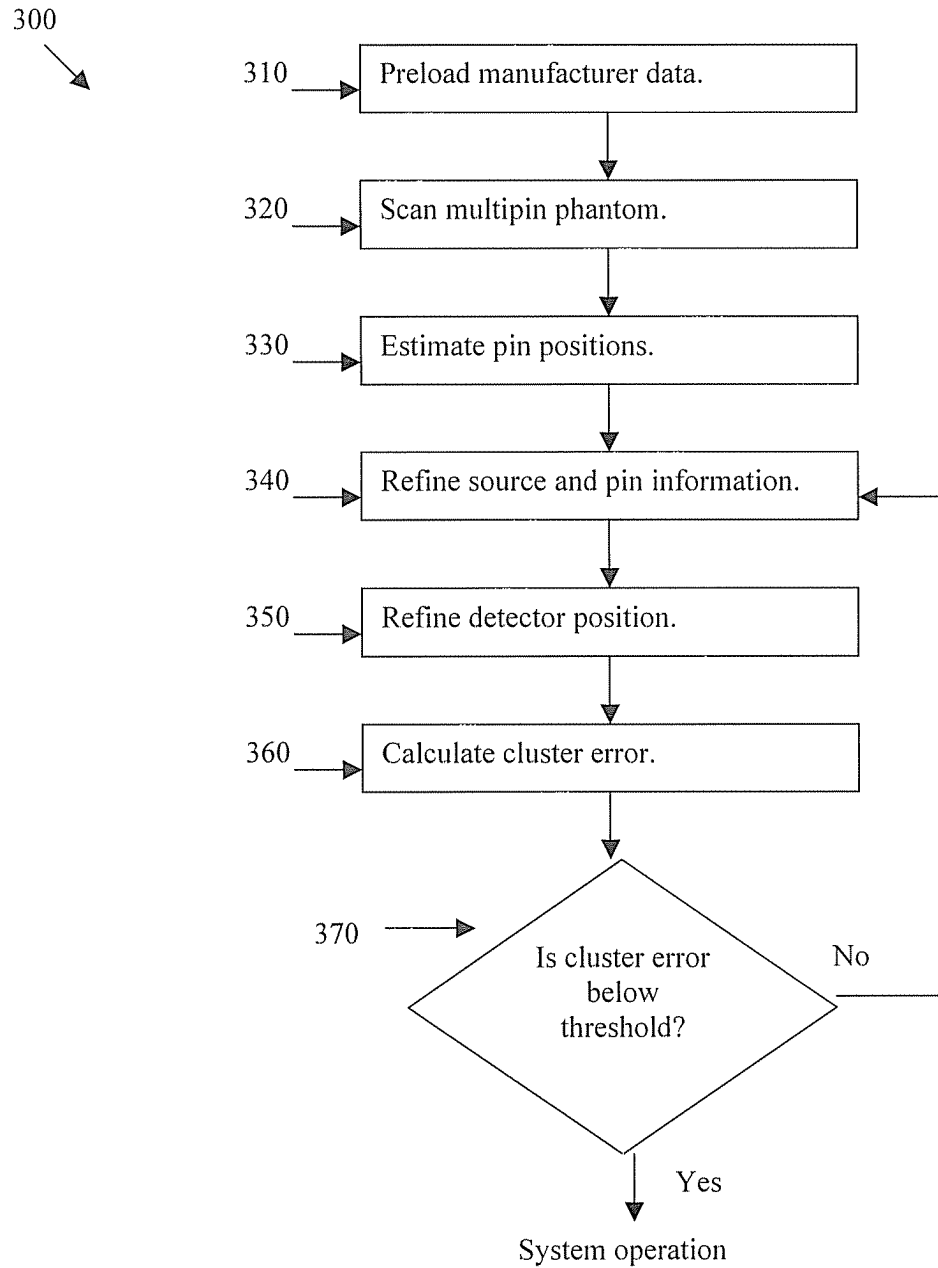 300
310
Preload manufacturer data.
320
Scan multipin phantom.
330
Estimate pin positions.
340
Refine source and pin information.
350
Refine detector position.
360
Calculate cluster error.
370
Is cluster error
below
threshold?
No
Yes
System operation